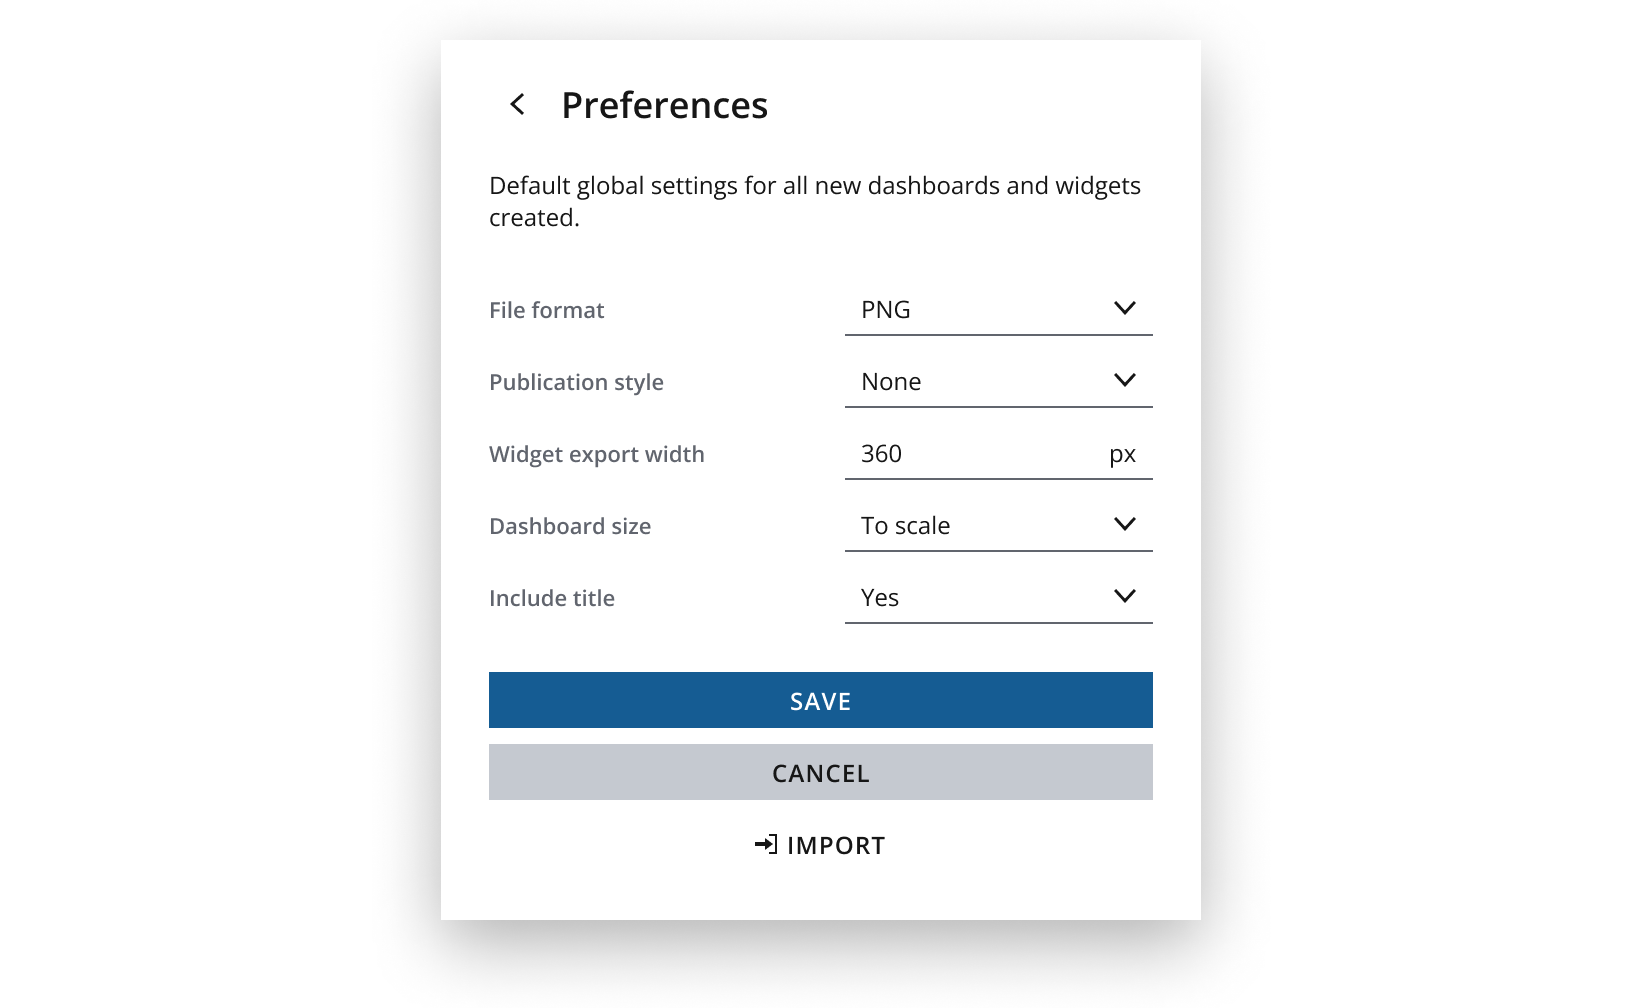 Preferences
Default global settings for all new dashboards and widgets
created.
File format PNG
Publication style None
Widget export width 360 px
Dashboard size To scale
Include title Yes
SAVE
CANCEL
IMPORT